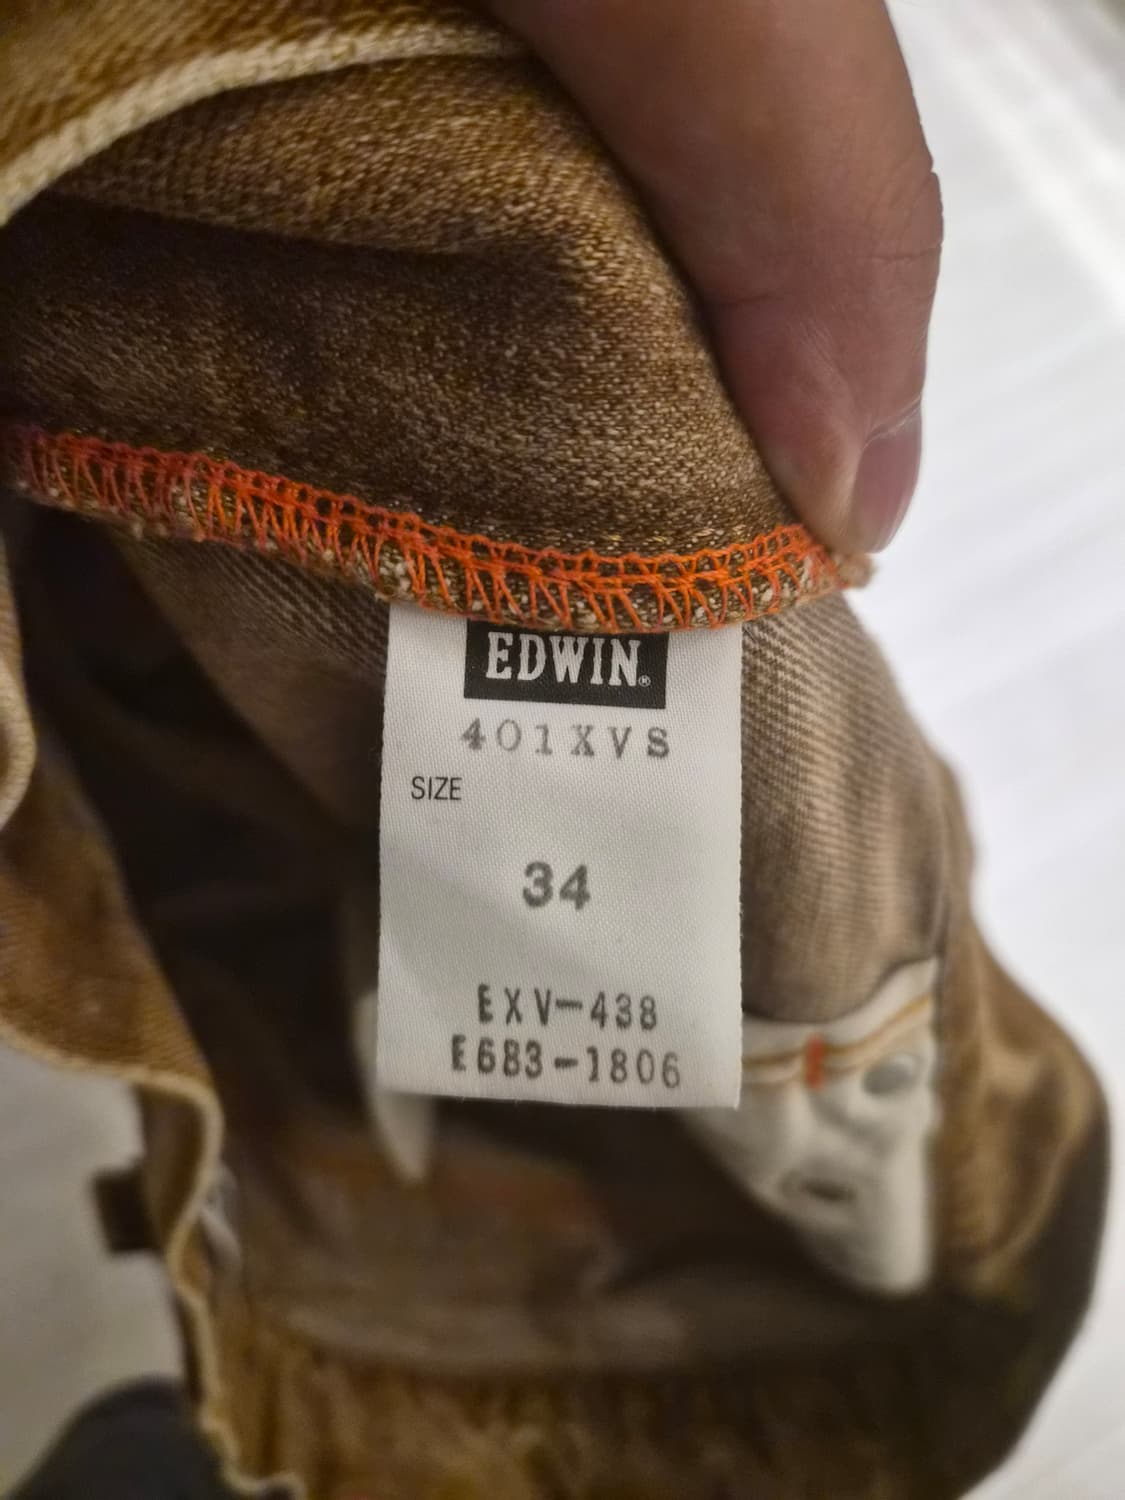 EDWIN®
401XVS
SIZE
34
EXV-438
E683-1806